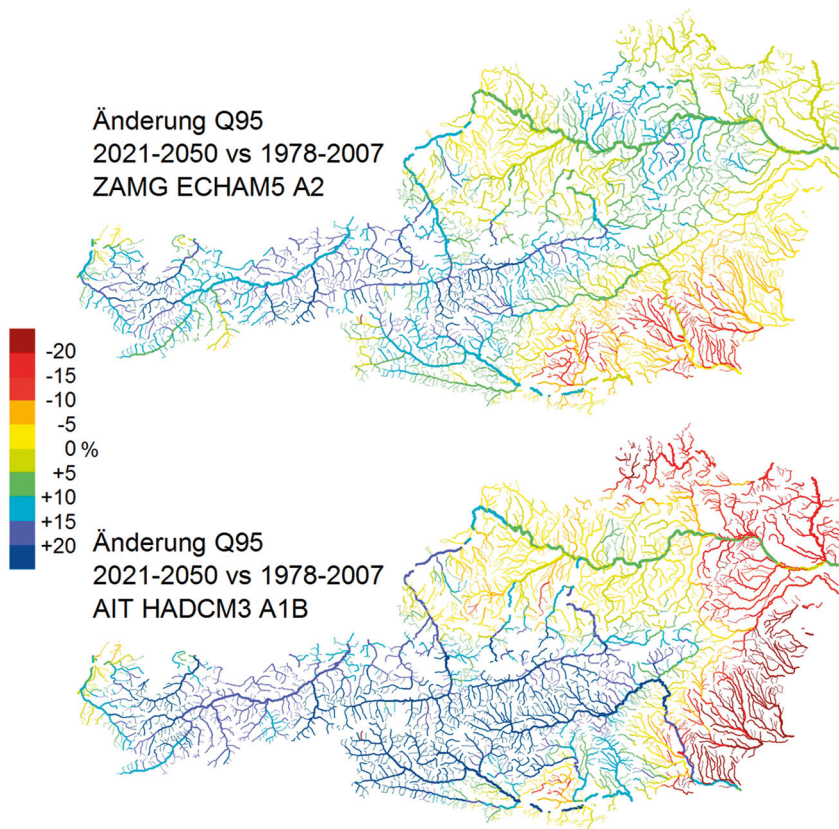 Änderung Q95
2021-2050 vs 1978-2007
ZAMG ECHAM5 A2
-20
-15
-10
-5
0 %
+5
+10
+15
+20
Änderung Q95
2021-2050 vs 1978-2007
AIT HADCM3 A1B